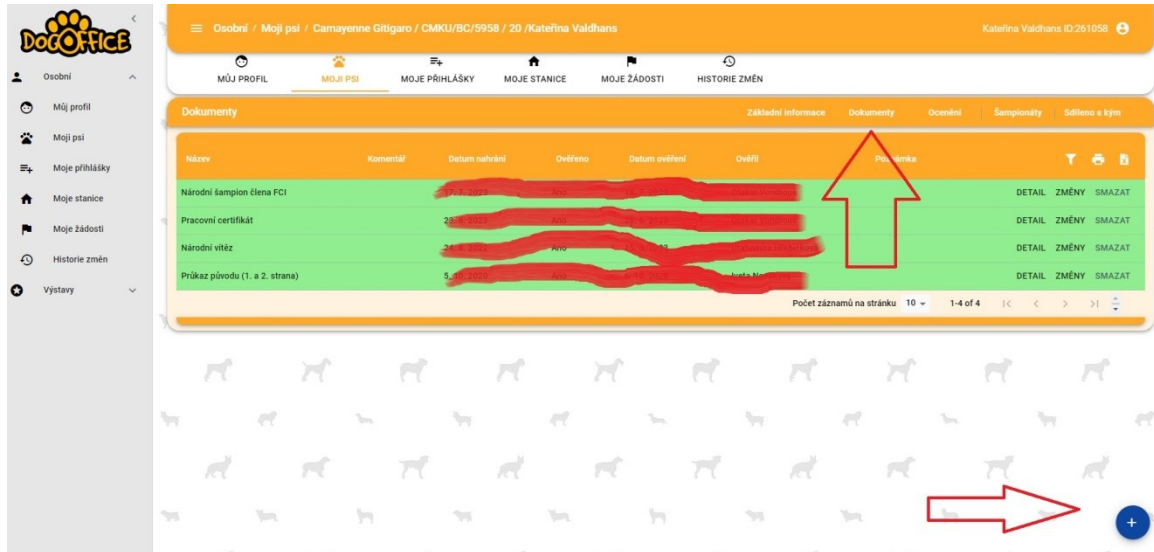 DOGOFFICE
Osobní / Moji psi / Camayenne Gitigaro / CMKU/BC/5958 / 20 /Kateřina Valdhans
Kateřina Valdhans ID:261058
MŮJ PROFIL MOJI PSI MOJE PŘIHLÁŠKY MOJE STANICE MOJE ŽÁDOSTI HISTORIE ZMĚN
Osobní
Můj profil
Moji psi
Moje přihlášky
Moje stanice
Moje žádosti
Historie změn
Výstavy
Dokumenty
Základní informace Dokumenty Ocenění Šampionáty Sdíleno s kým
Název Komentář Datum nahrání Ověřeno Datum ověření Ověřil Poznámka
Národní šampion člena FCI Ano DETAIL ZMĚNY SMAZAT
Pracovní certifikát Ano DETAIL ZMĚNY SMAZAT
Národní vítěz Ano DETAIL ZMĚNY SMAZAT
Průkaz původu (1. a 2. strana) Ano DETAIL ZMĚNY SMAZAT
Počet záznamů na stránku 10 1-4 of 4 |< < > >|
+